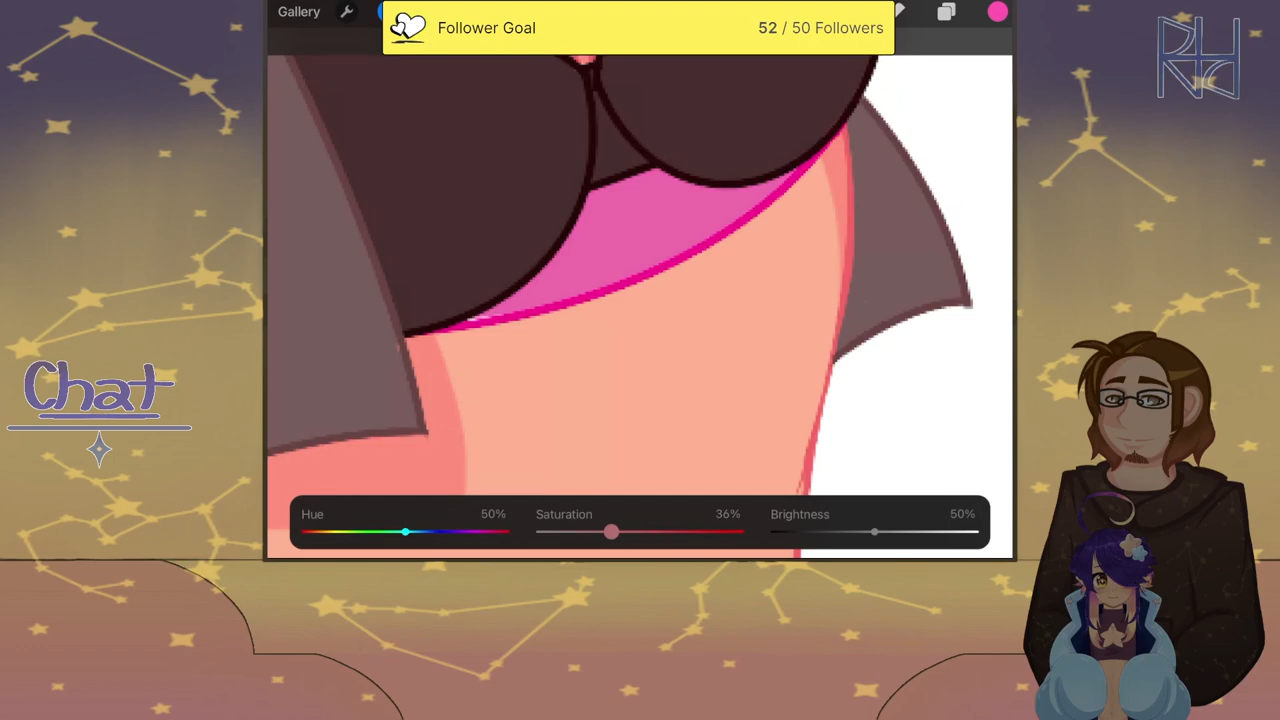 Gallery
Follower Goal
52 / 50 Followers
Chat
Hue
50%
Saturation
36%
Brightness
50%